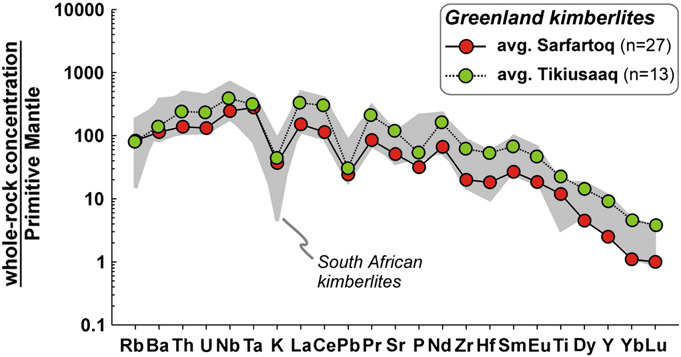 Greenland kimberlites
avg. Sarfartoq (n=27)
avg. Tikiusaaq (n=13)
whole-rock concentration
Primitive Mantle
10000
1000
100
10
1
0.1
South African
kimberlites
Rb Ba Th U Nb Ta K La Ce Pb Pr Sr P Nd Zr Hf Sm Eu Ti Dy Y Yb Lu